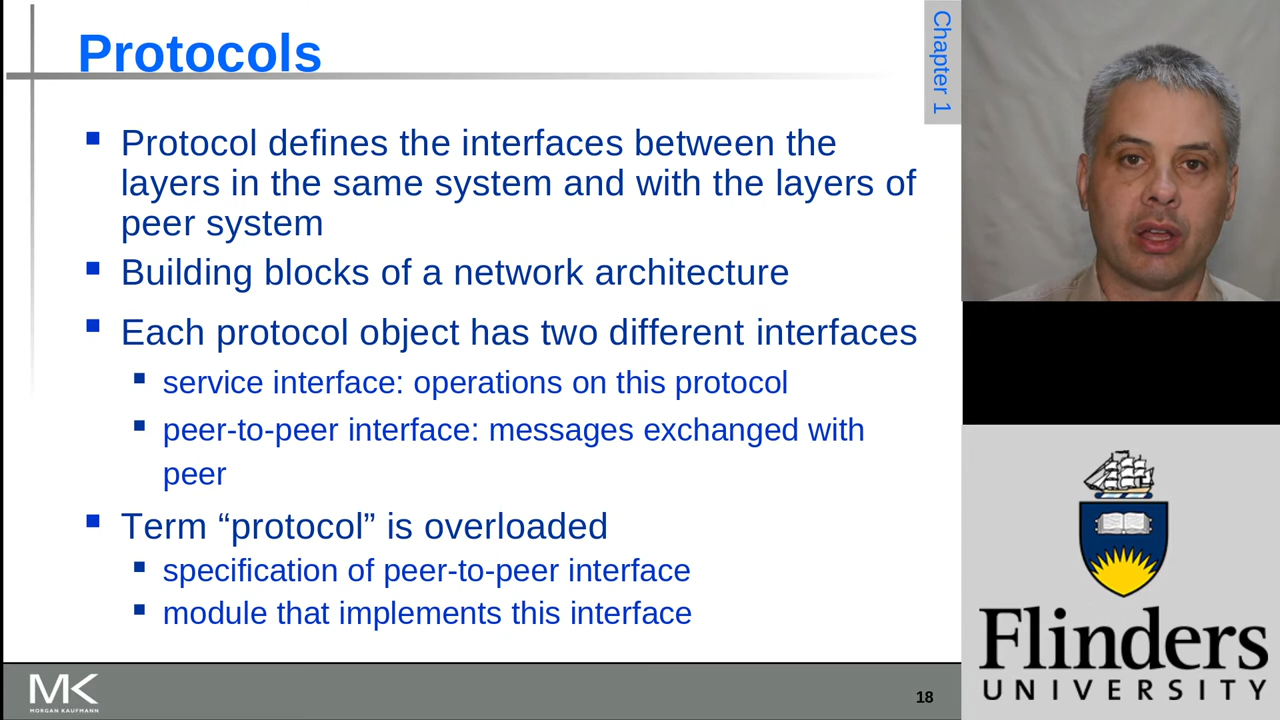 Protocols
Chapter 1
Protocol defines the interfaces between the
layers in the same system and with the layers of
peer system
Building blocks of a network architecture
Each protocol object has two different interfaces
service interface: operations on this protocol
peer-to-peer interface: messages exchanged with
peer
Term “protocol” is overloaded
specification of peer-to-peer interface
module that implements this interface
MK
MORGAN KAUFMANN
18
Flinders
UNIVERSITY